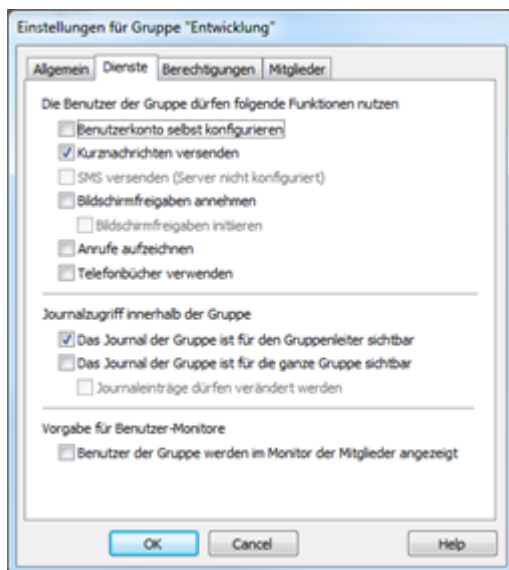 Einstellungen für Gruppe "Entwicklung"
Allgemein Dienste Berechtigungen Mitglieder
Die Benutzer der Gruppe dürfen folgende Funktionen nutzen
Benutzerkonto selbst konfigurieren
Kurznachrichten versenden
SMS versenden (Server nicht konfiguriert)
Bildschirmfreigaben annehmen
Bildschirmfreigaben initiieren
Anrufe aufzeichnen
Telefonbücher verwenden
Journalzugriff innerhalb der Gruppe
Das Journal der Gruppe ist für den Gruppenleiter sichtbar
Das Journal der Gruppe ist für die ganze Gruppe sichtbar
Journaleinträge dürfen verändert werden
Vorgabe für Benutzer-Monitore
Benutzer der Gruppe werden im Monitor der Mitglieder angezeigt
OK Cancel Help